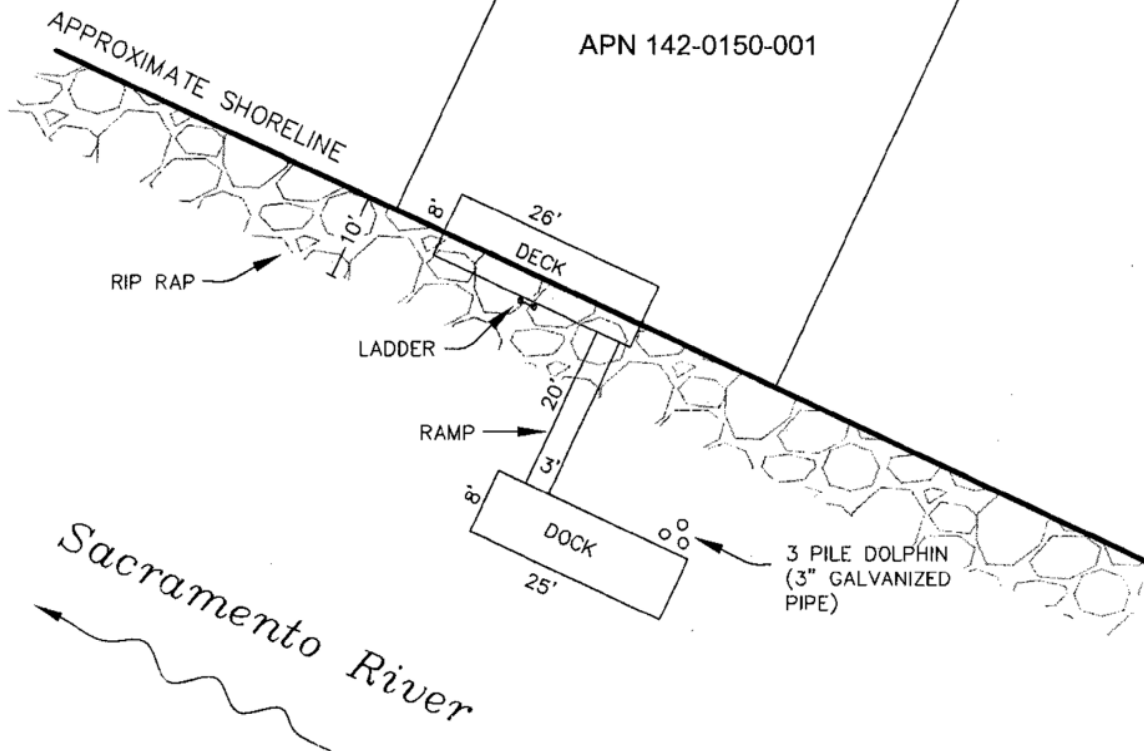 APN 142-0150-001
APPROXIMATE SHORELINE
8'
26'
DECK
10'
RIP RAP
LADDER
20'
RAMP
3'
8'
DOCK
25'
3 PILE DOLPHIN
(3" GALVANIZED
PIPE)
Sacramento River